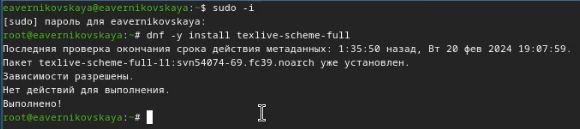 eavernikovskaya@eavernikovskaya:~$ sudo -i
[sudo] пароль для eavernikovskaya:
root@eavernikovskaya:~# dnf -y install texlive-scheme-full
Последняя проверка окончания срока действия метаданных: 1:35:50 назад, Вт 20 фев 2024 19:07:59.
Пакет texlive-scheme-full-11:svn54074-69.fc39.noarch уже установлен.
Зависимости разрешены.
Нет действий для выполнения.
Выполнено!
root@eavernikovskaya:~#